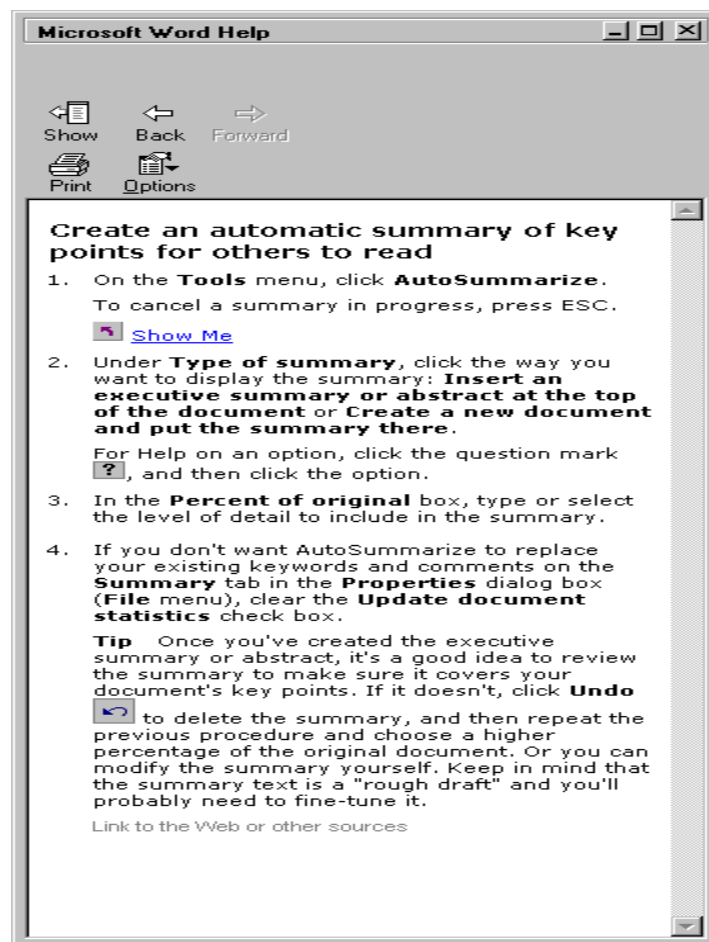 Microsoft Word Help
Show Back Forward
Print Options
Create an automatic summary of key
points for others to read
1. On the Tools menu, click AutoSummarize.
To cancel a summary in progress, press ESC.
Show Me
2. Under Type of summary, click the way you
want to display the summary: Insert an
executive summary or abstract at the top
of the document or Create a new document
and put the summary there.
For Help on an option, click the question mark
?, and then click the option.
3. In the Percent of original box, type or select
the level of detail to include in the summary.
4. If you don't want AutoSummarize to replace
your existing keywords and comments on the
Summary tab in the Properties dialog box
(File menu), clear the Update document
statistics check box.
Tip Once you've created the executive
summary or abstract, it's a good idea to review
the summary to make sure it covers your
document's key points. If it doesn't, click Undo
to delete the summary, and then repeat the
previous procedure and choose a higher
percentage of the original document. Or you can
modify the summary yourself. Keep in mind that
the summary text is a "rough draft" and you'll
probably need to fine-tune it.
Link to the Web or other sources